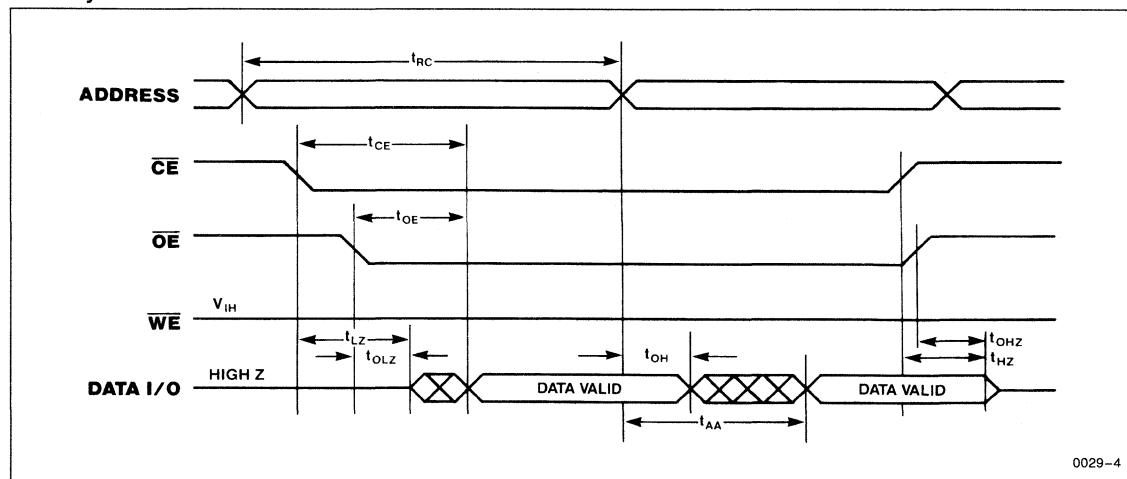 tRC
ADDRESS
tCE
CE
tOE
OE
VIH
WE
tLZ
tOLZ
tOH
tOHZ
tHZ
HIGH Z
DATA I/O
DATA VALID
DATA VALID
tAA
0029-4